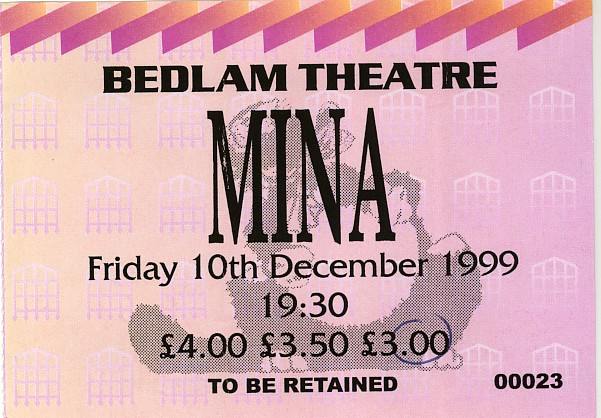 BEDLAM THEATRE
MINA
Friday 10th December 1999
19:30
£4.00 £3.50 £3.00
TO BE RETAINED 00023